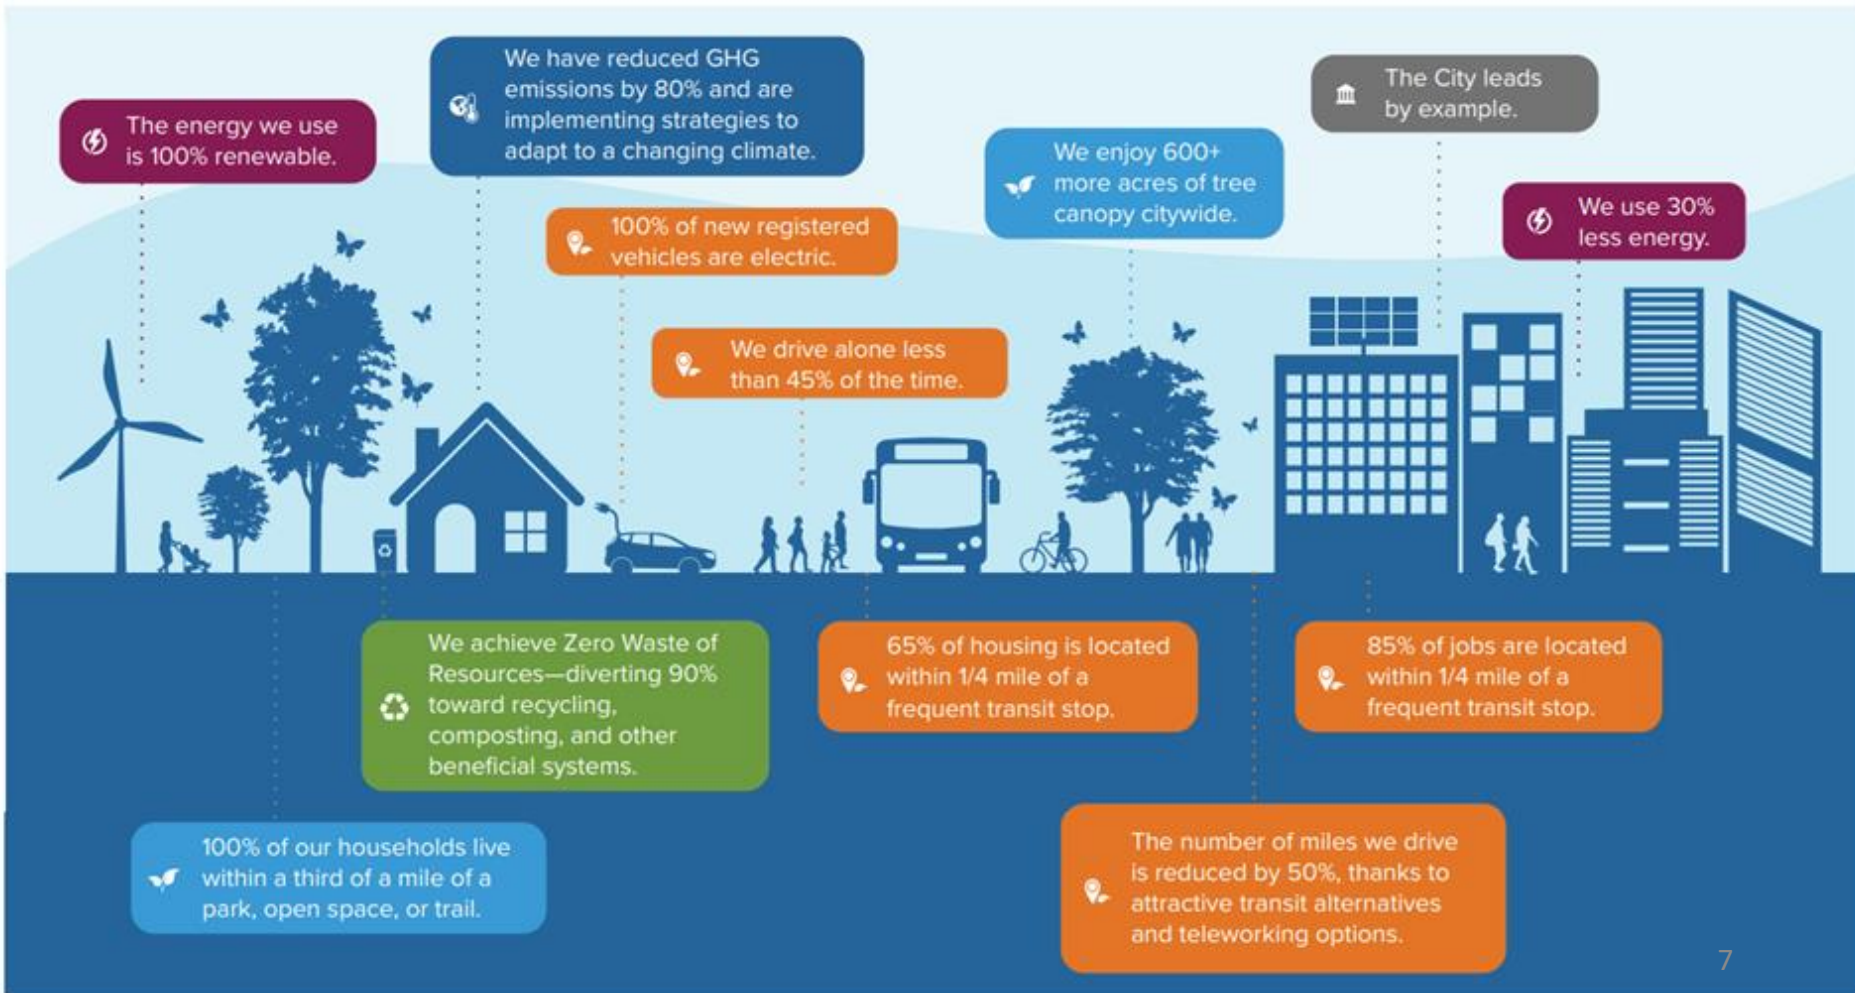 The energy we use
is 100% renewable.
We have reduced GHG
emissions by 80% and are
implementing strategies to
adapt to a changing climate.
100% of new registered
vehicles are electric.
We drive alone less
than 45% of the time.
We enjoy 600+
more acres of tree
canopy citywide.
The City leads
by example.
We use 30%
less energy.
We achieve Zero Waste of
Resources—diverting 90%
toward recycling,
composting, and other
beneficial systems.
65% of housing is located
within 1/4 mile of a
frequent transit stop.
85% of jobs are located
within 1/4 mile of a
frequent transit stop.
100% of our households live
within a third of a mile of a
park, open space, or trail.
The number of miles we drive
is reduced by 50%, thanks to
attractive transit alternatives
and teleworking options.
7